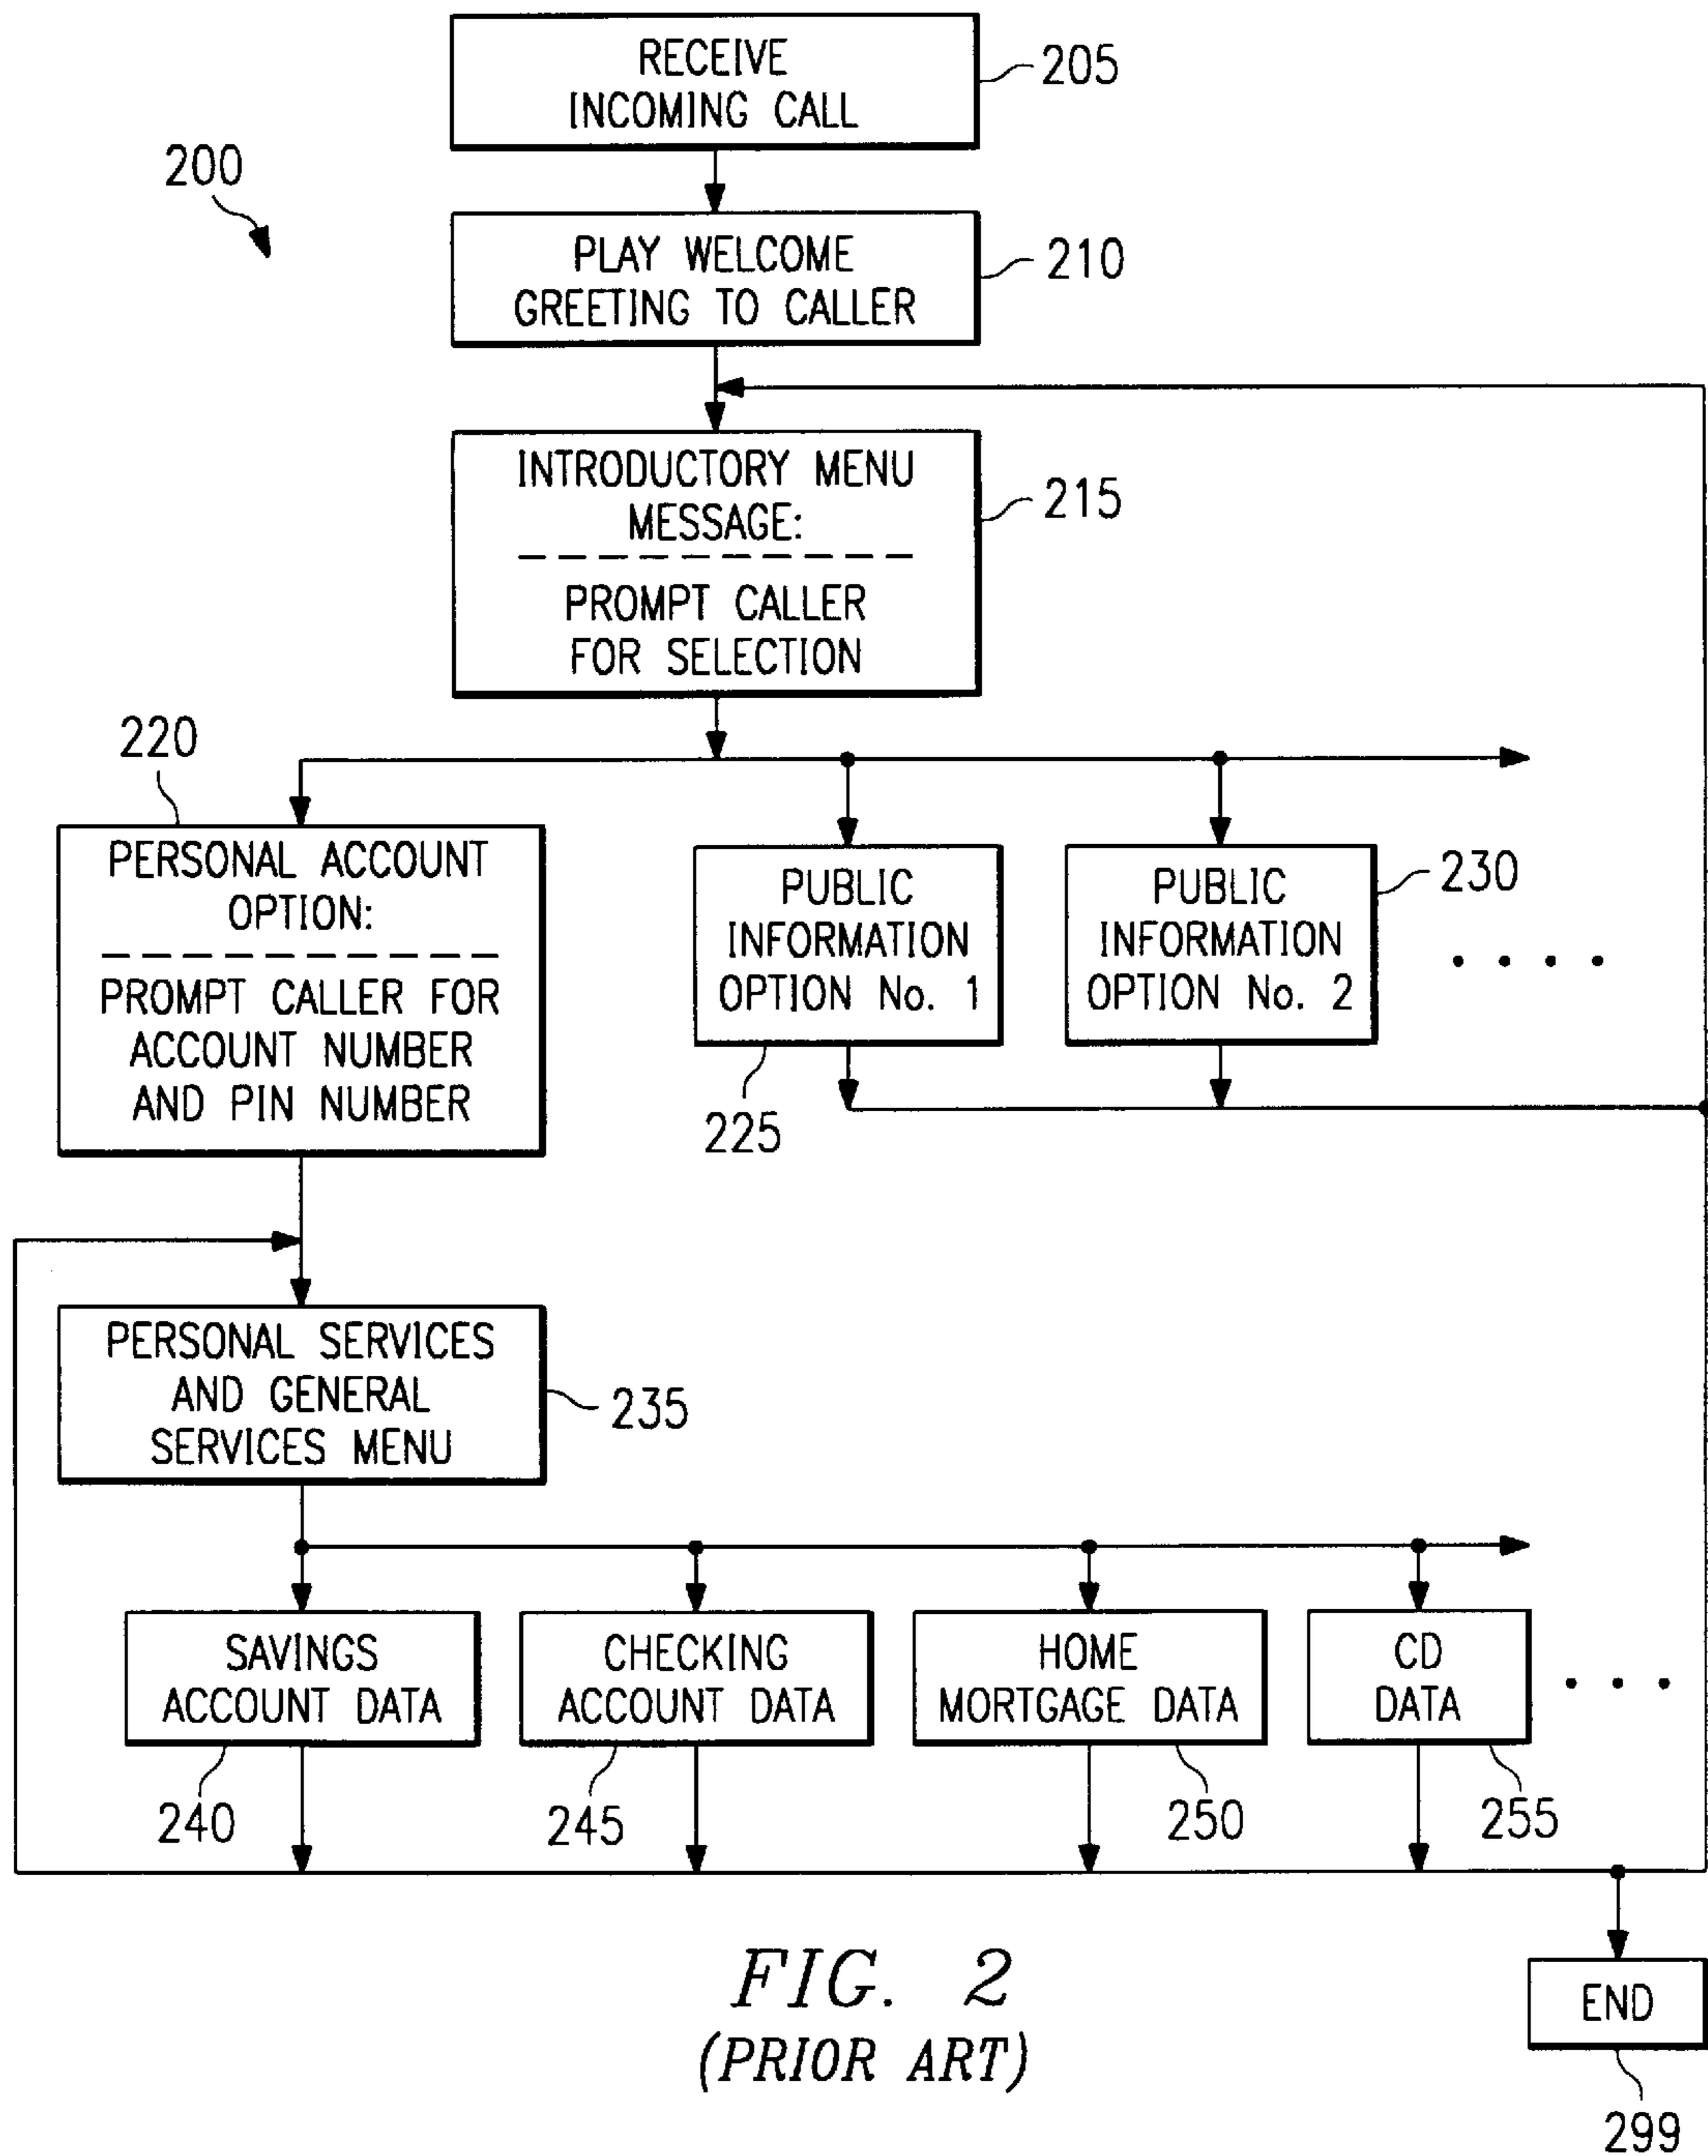 RECEIVE
INCOMING CALL
205
200
PLAY WELCOME
GREETING TO CALLER
210
INTRODUCTORY MENU
MESSAGE:
PROMPT CALLER
FOR SELECTION
215
220
PERSONAL ACCOUNT
OPTION:
PROMPT CALLER FOR
ACCOUNT NUMBER
AND PIN NUMBER
PUBLIC
INFORMATION
OPTION No. 1
225
PUBLIC
INFORMATION
OPTION No. 2
230
PERSONAL SERVICES
AND GENERAL
SERVICES MENU
235
SAVINGS
ACCOUNT DATA
240
CHECKING
ACCOUNT DATA
245
HOME
MORTGAGE DATA
250
CD
DATA
255
END
299
FIG. 2
(PRIOR ART)